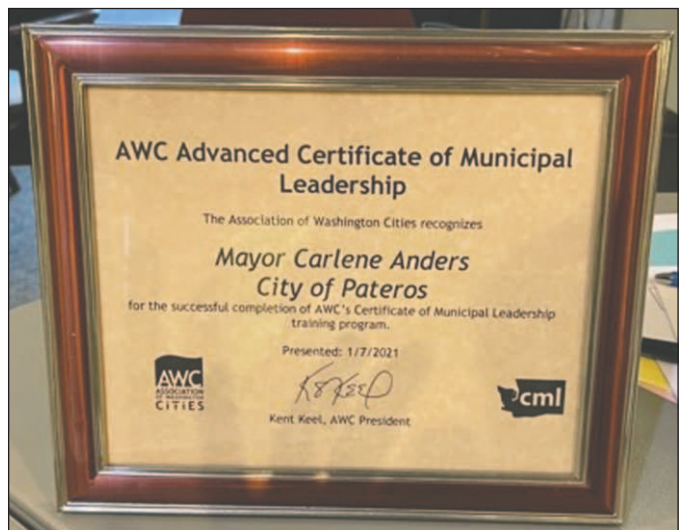 AWC Advanced Certificate of Municipal
Leadership
The Association of Washington Cities recognizes
Mayor Carlene Anders
City of Pateros
for the successful completion of AWC's Certificate of Municipal Leadership
training program.
Presented: 1/7/2021
Kent Keel, AWC President
AWC
ASSOCIATION
OF WASHINGTON
CITIES
cml